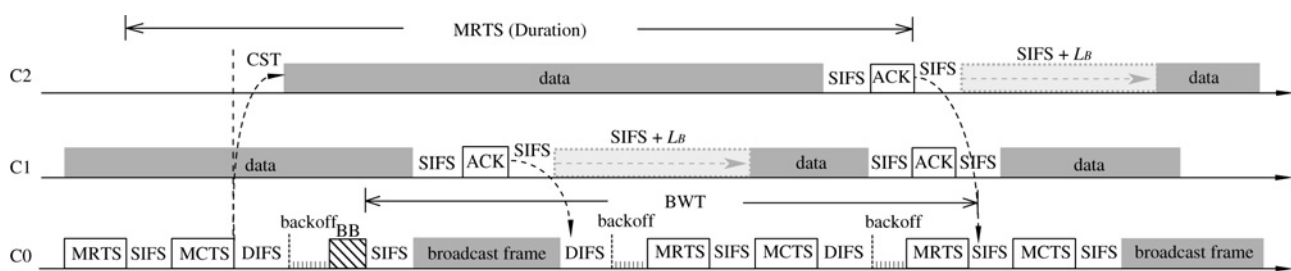 MRTS (Duration)
CST
SIFS + L_B
C2 data SIFS ACK SIFS data
SIFS + L_B
C1 data SIFS ACK SIFS data SIFS ACK SIFS data
BWT
backoff BB backoff backoff
C0 MRTS SIFS MCTS DIFS SIFS broadcast frame DIFS MRTS SIFS MCTS DIFS MRTS SIFS MCTS SIFS broadcast frame